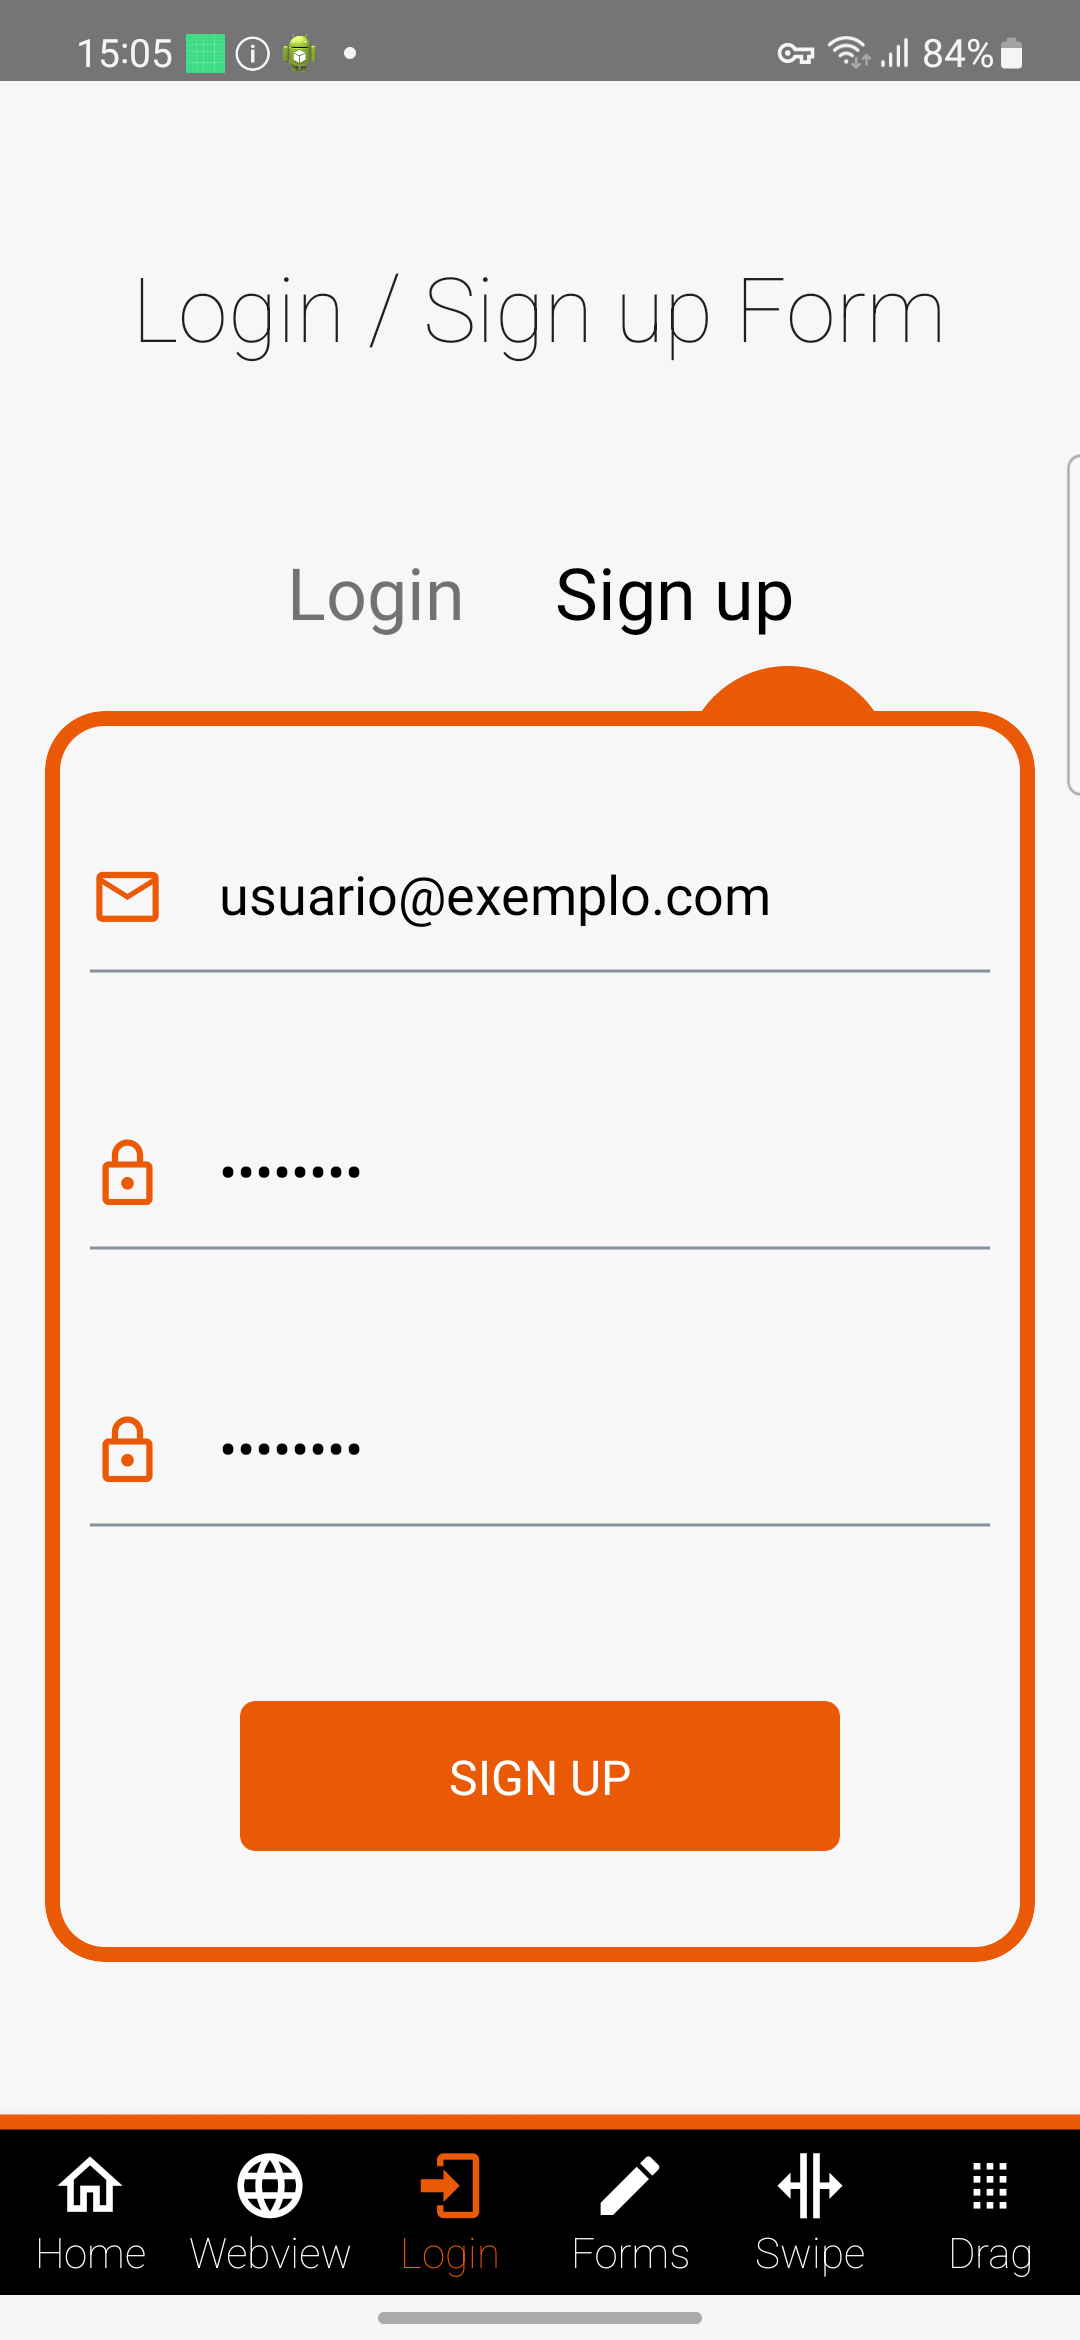 15:05 84%
Login / Sign up Form
Login Sign up
usuario@exemplo.com
••••••••
••••••••
SIGN UP
Home Webview Login Forms Swipe Drag